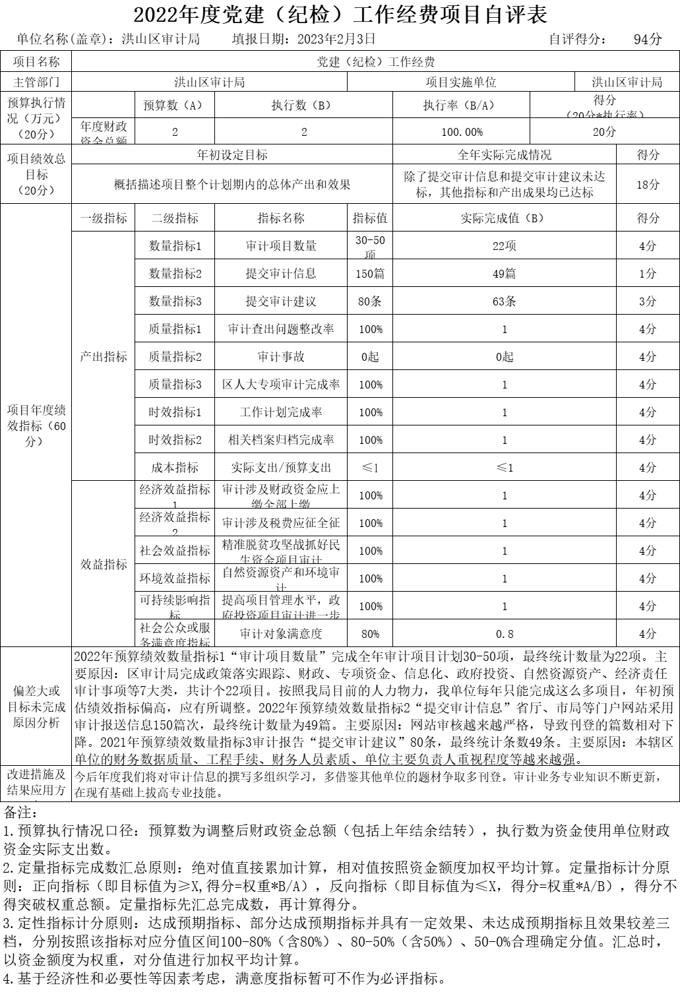 2022年度党建（纪检）工作经费项目自评表
单位名称(盖章)：洪山区审计局 填报日期：2023年2月3日 自评得分： 94分
项目名称 党建（纪检）工作经费
主管部门 洪山区审计局 项目实施单位 洪山区审计局
预算执行情况（万元）（20分） 预算数（A） 执行数（B） 执行率（B/A） 得分（20分*执行率）
年度财政资金总额 2 2 100.00% 20分
项目绩效总目标（20分） 年初设定目标 全年实际完成情况 得分
概括描述项目整个计划期内的总体产出和效果 除了提交审计信息和提交审计建议未达标，其他指标和产出成果均已达标 18分
项目年度绩效指标（60分） 一级指标 二级指标 指标名称 指标值 实际完成值（B） 得分
产出指标 数量指标1 审计项目数量 30-50项 22项 4分
数量指标2 提交审计信息 150篇 49篇 1分
数量指标3 提交审计建议 80条 63条 3分
质量指标1 审计查出问题整改率 100% 1 4分
质量指标2 审计事故 0起 0起 4分
质量指标3 区人大专项审计完成率 100% 1 4分
时效指标1 工作计划完成率 100% 1 4分
时效指标2 相关档案归档完成率 100% 1 4分
成本指标 实际支出/预算支出 ≤1 ≤1 4分
效益指标 经济效益指标1 审计涉及财政资金应上缴全部上缴 100% 1 4分
经济效益指标2 审计涉及税费应征全征 100% 1 4分
社会效益指标 精准脱贫攻坚战抓好民生资金项目审计 100% 1 4分
环境效益指标 自然资源资产和环境审计 100% 1 4分
可持续影响指标 提高项目管理水平，政府投资项目审计进一步 100% 1 4分
社会公众或服务满意度指标 审计对象满意度 80% 0.8 4分
偏差大或
目标未完成
原因分析
2022年预算绩效数量指标1“审计项目数量”完成全年审计项目计划30-50项，最终统计数量为22项。主
要原因：区审计局完成政策落实跟踪、财政、专项资金、信息化、政府投资、自然资源资产、经济责任
审计事项等7大类，共计个22项目。按照我局目前的人力物力，我单位每年只能完成这么多项目，年初预
估绩效指标偏高，应有所调整。2022年预算绩效数量指标2“提交审计信息”省厅、市局等门户网站采用
审计报送信息150篇次，最终统计数量为49篇。主要原因：网站审核越来越严格，导致刊登的篇数相对下
降。2021年预算绩效数量指标3审计报告“提交审计建议”80条，最终统计条数49条。主要原因：本辖区
单位的财务数据质量、工程手续、财务人员素质、单位主要负责人重视程度等越来越强。
改进措施及
结果应用方
今后年度我们将对审计信息的撰写多组织学习，多借鉴其他单位的题材争取多刊登。审计业务专业知识不断更新，
在现有基础上拔高专业技能。
备注：
1.预算执行情况口径：预算数为调整后财政资金总额（包括上年结余结转），执行数为资金使用单位财政
资金实际支出数。
2.定量指标完成数汇总原则：绝对值直接累加计算，相对值按照资金额度加权平均计算。定量指标计分原
则：正向指标（即目标值为≥X,得分=权重*B/A），反向指标（即目标值为≤X，得分=权重*A/B），得分不
得突破权重总额。定量指标先汇总完成数，再计算得分。
3.定性指标计分原则：达成预期指标、部分达成预期指标并具有一定效果、未达成预期指标且效果较差三
档，分别按照该指标对应分值区间100-80%（含80%）、80-50%（含50%）、50-0%合理确定分值。汇总时，
以资金额度为权重，对分值进行加权平均计算。
4.基于经济性和必要性等因素考虑，满意度指标暂可不作为必评指标。